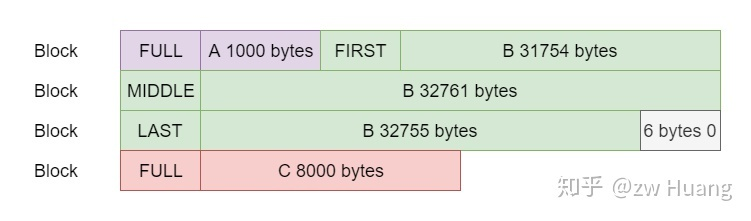 Block FULL A 1000 bytes FIRST B 31754 bytes
Block MIDDLE B 32761 bytes
Block LAST B 32755 bytes 6 bytes 0
Block FULL C 8000 bytes
知乎 @zw Huang